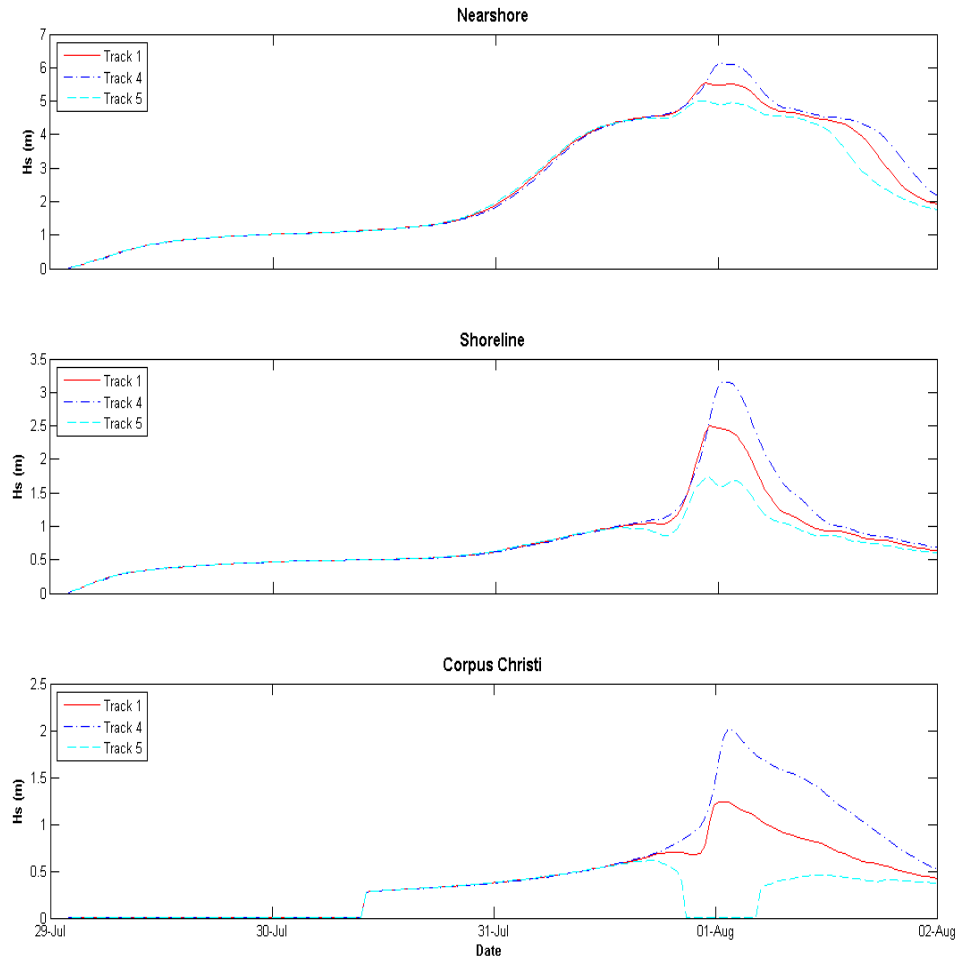 Nearshore
7
6
5
4
3
2
1
0
Hs (m)
Track 1
Track 4
Track 5
Shoreline
3.5
3
2.5
2
1.5
1
0.5
0
Hs (m)
Track 1
Track 4
Track 5
Corpus Christi
2.5
2
1.5
1
0.5
0
Hs (m)
Track 1
Track 4
Track 5
29-Jul 30-Jul 31-Jul 01-Aug 02-Aug
Date